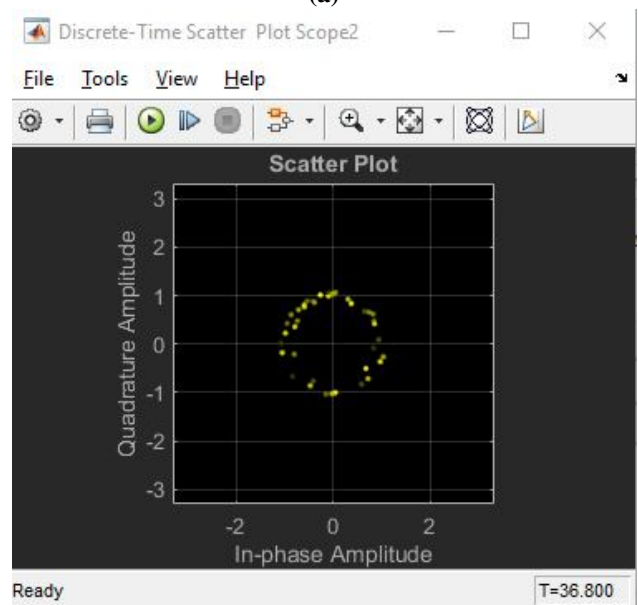 (a)
Discrete-Time Scatter Plot Scope2
File Tools View Help
Scatter Plot
3
2
1
0
-1
-2
-3
Quadrature Amplitude
-2 0 2
In-phase Amplitude
Ready T=36.800